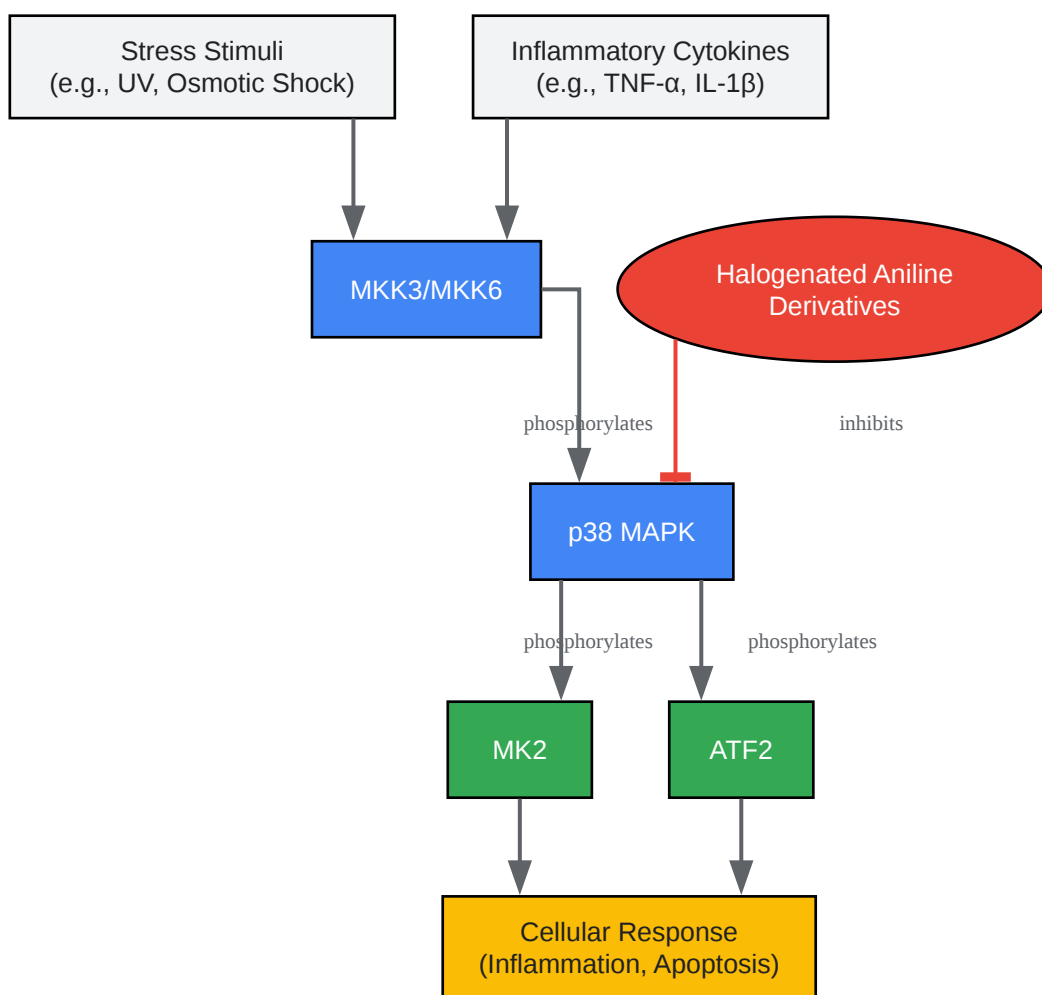 Stress Stimuli
(e.g., UV, Osmotic Shock)
Inflammatory Cytokines
(e.g., TNF-α, IL-1β)
MKK3/MKK6
Halogenated Aniline
Derivatives
phosphorylates
inhibits
p38 MAPK
phosphorylates
phosphorylates
MK2
ATF2
Cellular Response
(Inflammation, Apoptosis)